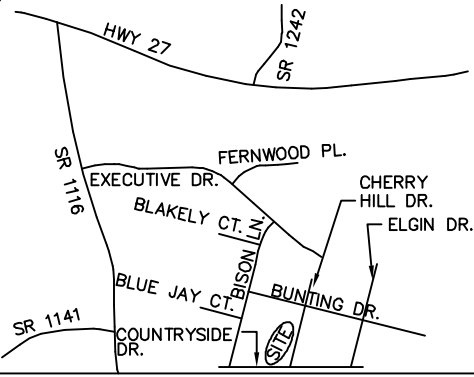 HWY 27
SR 1242
SR 1116
FERNWOOD PL.
EXECUTIVE DR.
CHERRY
HILL DR.
BLAKELY CT.
ELGIN DR.
BISON LN.
BLUE JAY CT.
BUNTING DR.
SR 1141
COUNTRYSIDE
DR.
SITE